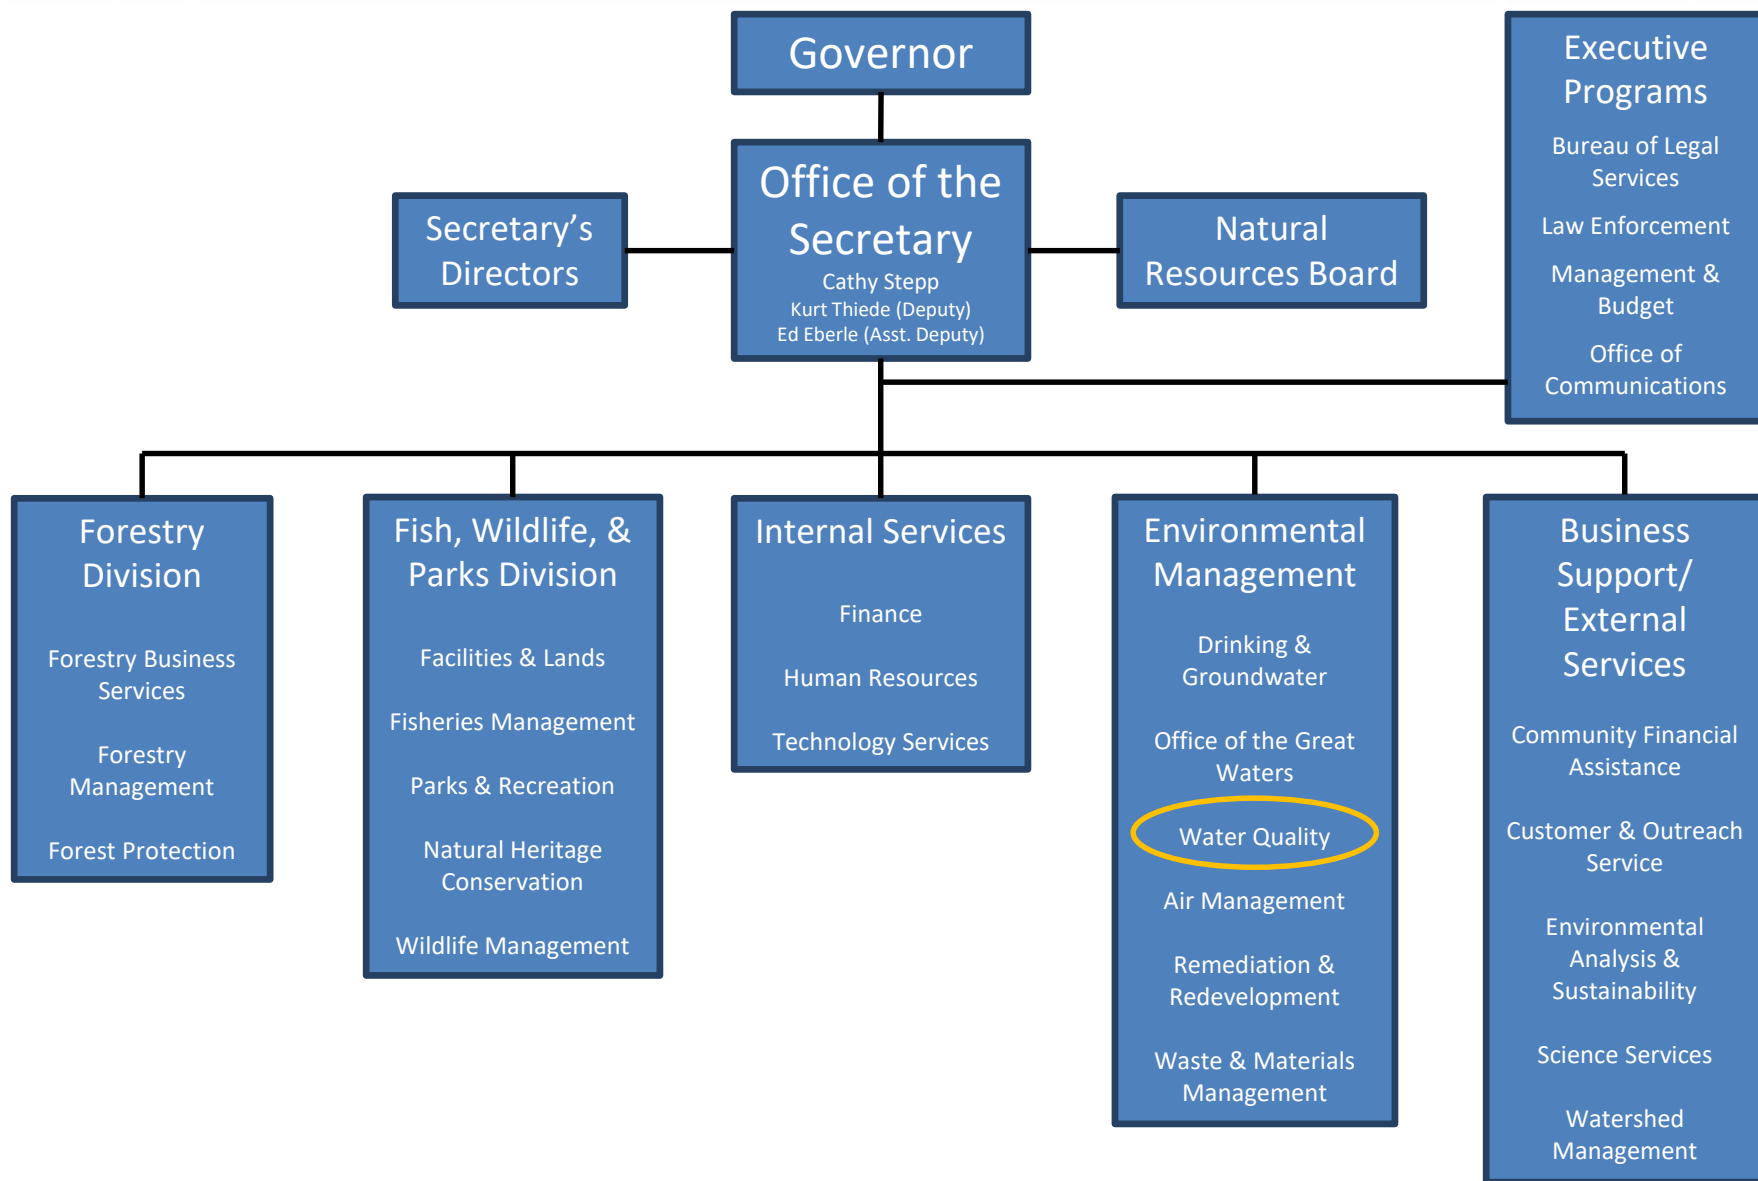 Governor
Office of the
Secretary
Cathy Stepp
Kurt Thiede (Deputy)
Ed Eberle (Asst. Deputy)
Secretary’s
Directors
Natural
Resources Board
Executive
Programs
Bureau of Legal
Services
Law Enforcement
Management &
Budget
Office of
Communications
Forestry
Division
Forestry Business
Services
Forestry
Management
Forest Protection
Fish, Wildlife, &
Parks Division
Facilities & Lands
Fisheries Management
Parks & Recreation
Natural Heritage
Conservation
Wildlife Management
Internal Services
Finance
Human Resources
Technology Services
Environmental
Management
Drinking &
Groundwater
Office of the Great
Waters
Water Quality
Air Management
Remediation &
Redevelopment
Waste & Materials
Management
Business
Support/
External
Services
Community Financial
Assistance
Customer & Outreach
Service
Environmental
Analysis &
Sustainability
Science Services
Watershed
Management